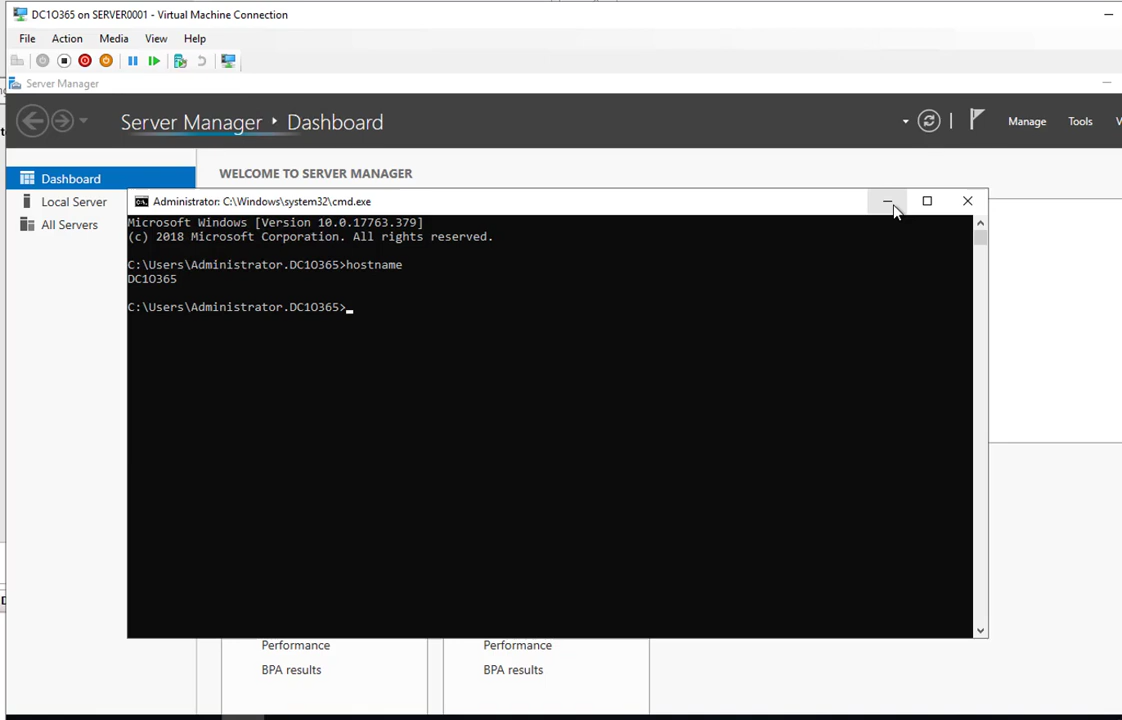 DC1O365 on SERVER0001 - Virtual Machine Connection
File Action Media View Help
Server Manager
Server Manager ‣ Dashboard
Manage Tools V
Dashboard
WELCOME TO SERVER MANAGER
Local Server
All Servers
Administrator: C:\Windows\system32\cmd.exe
Microsoft Windows [Version 10.0.17763.379]
(c) 2018 Microsoft Corporation. All rights reserved.
C:\Users\Administrator.DC1O365>hostname
DC1O365
C:\Users\Administrator.DC1O365>
Performance Performance
BPA results BPA results